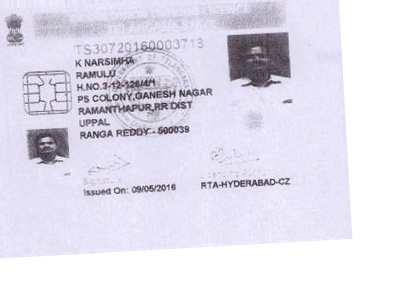 TS30720160003713
K NARSIMHA
RAMULU
H.NO.3-12-126/4/1
PS COLONY,GANESH NAGAR
RAMANTHAPUR,RR DIST
UPPAL
RANGA REDDY - 500039
Issued On: 09/05/2016
RTA-HYDERABAD-CZ